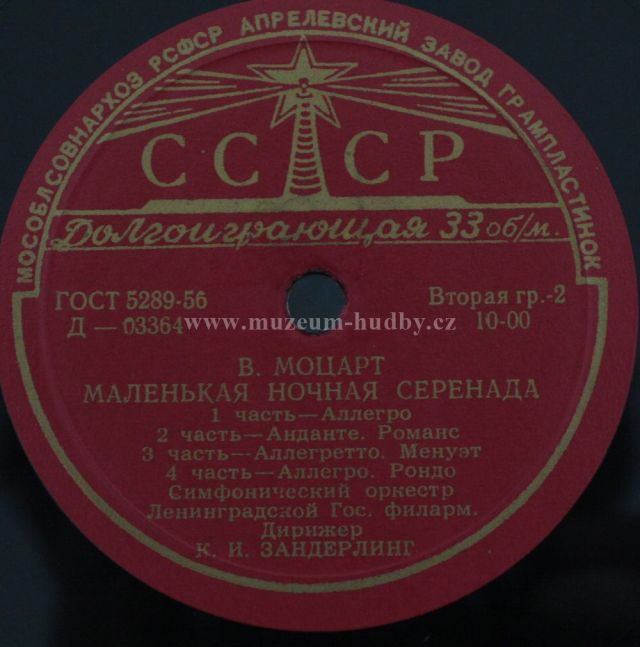 МОСОБЛСОВНАРХОЗ РСФСР АПРЕЛЕВСКИЙ ЗАВОД ГРАМПЛАСТИНОК
СССР
Долгоиграющая 33 об/м.
ГОСТ 5289-56
Вторая гр.-2
Д — 03364
10-00
www.muzeum-hudby.cz
В. МОЦАРТ
МАЛЕНЬКАЯ НОЧНАЯ СЕРЕНАДА
1 часть—Аллегро
2 часть—Анданте. Романс
3 часть—Аллегретто. Менуэт
4 часть—Аллегро. Рондо
Симфонический оркестр
Ленинградской Гос. филарм.
Дирижер
К. И. ЗАНДЕРЛИНГ